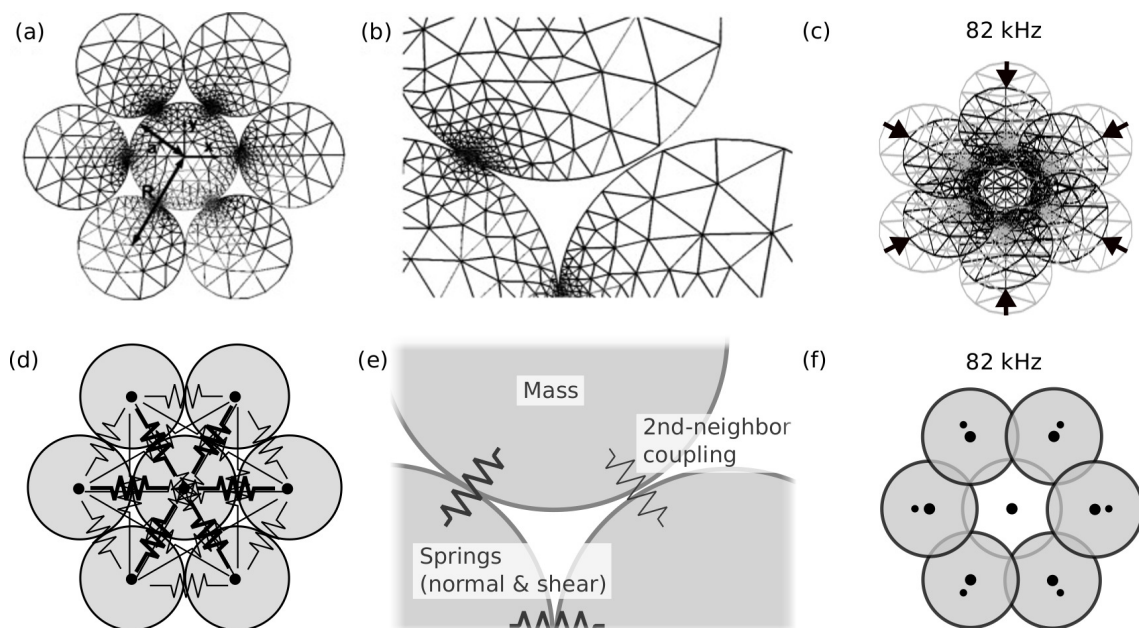 (a)
y
x
a
R
(b)
(c)
82 kHz
(d)
(e)
Mass
2nd-neighbor
coupling
Springs
(normal & shear)
(f)
82 kHz